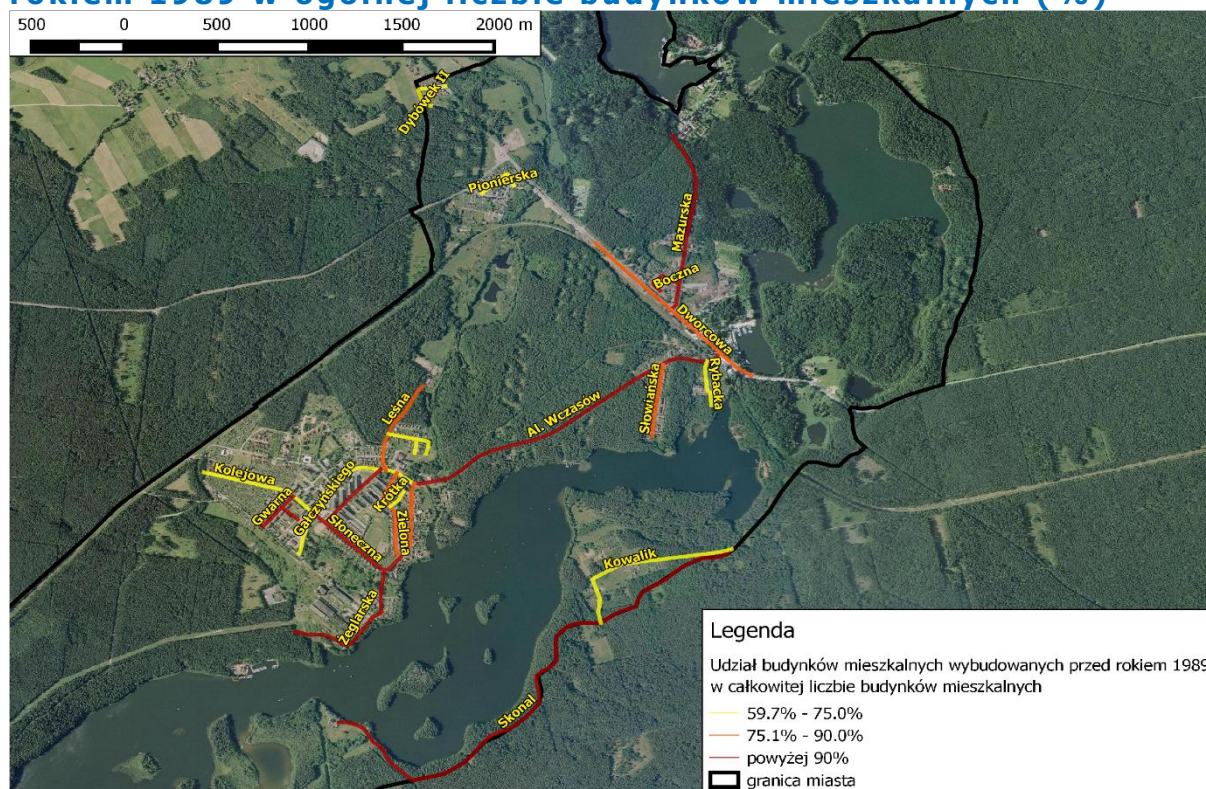 rokiem 1989 w ogólnej liczbie budynków mieszkalnych (%)
500 0 500 1000 1500 2000 m
Dybówek II
Pionierska
Mazurska
Boczna
Dworcowa
Rybacka
Słowiańska
Al. Wczasów
Leśna
Kolejowa
Gwarna
Gałczyńskiego
Krótka
Zielona
Słoneczna
Żeglarska
Kowalik
Skonał
Legenda
Udział budynków mieszkalnych wybudowanych przed rokiem 1989
w całkowitej liczbie budynków mieszkalnych
59.7% - 75.0%
75.1% - 90.0%
powyżej 90%
granica miasta